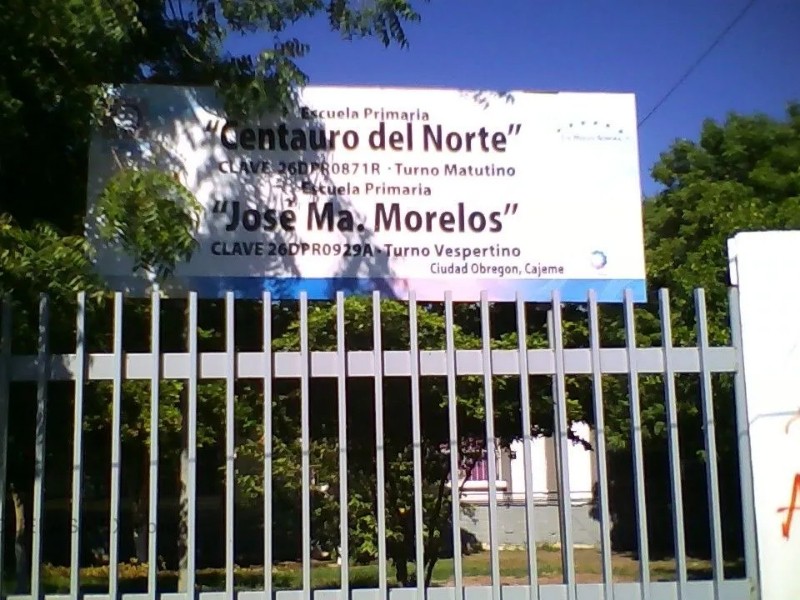 Escuela Primaria
"Centauro del Norte"
CLAVE 26DPR0871R · Turno Matutino
Escuela Primaria
"José Ma. Morelos"
CLAVE 26DPR0929A · Turno Vespertino
Ciudad Obregon, Cajeme